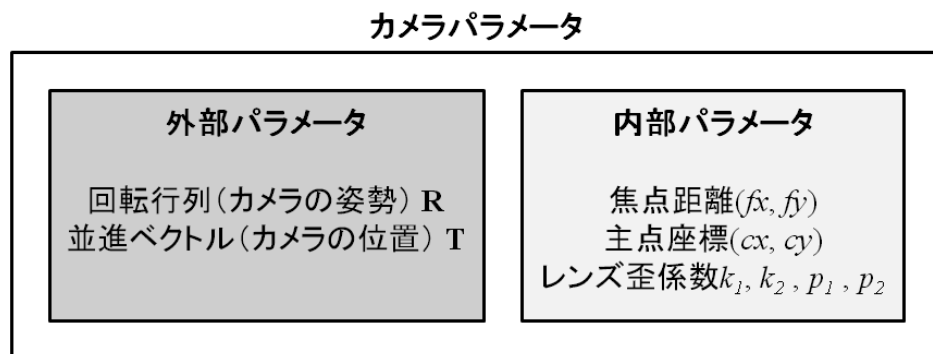 カメラパラメータ
外部パラメータ
回転行列(カメラの姿勢) R
並進ベクトル(カメラの位置) T
内部パラメータ
焦点距離(fx, fy)
主点座標(cx, cy)
レンズ歪係数k1, k2 , p1 , p2